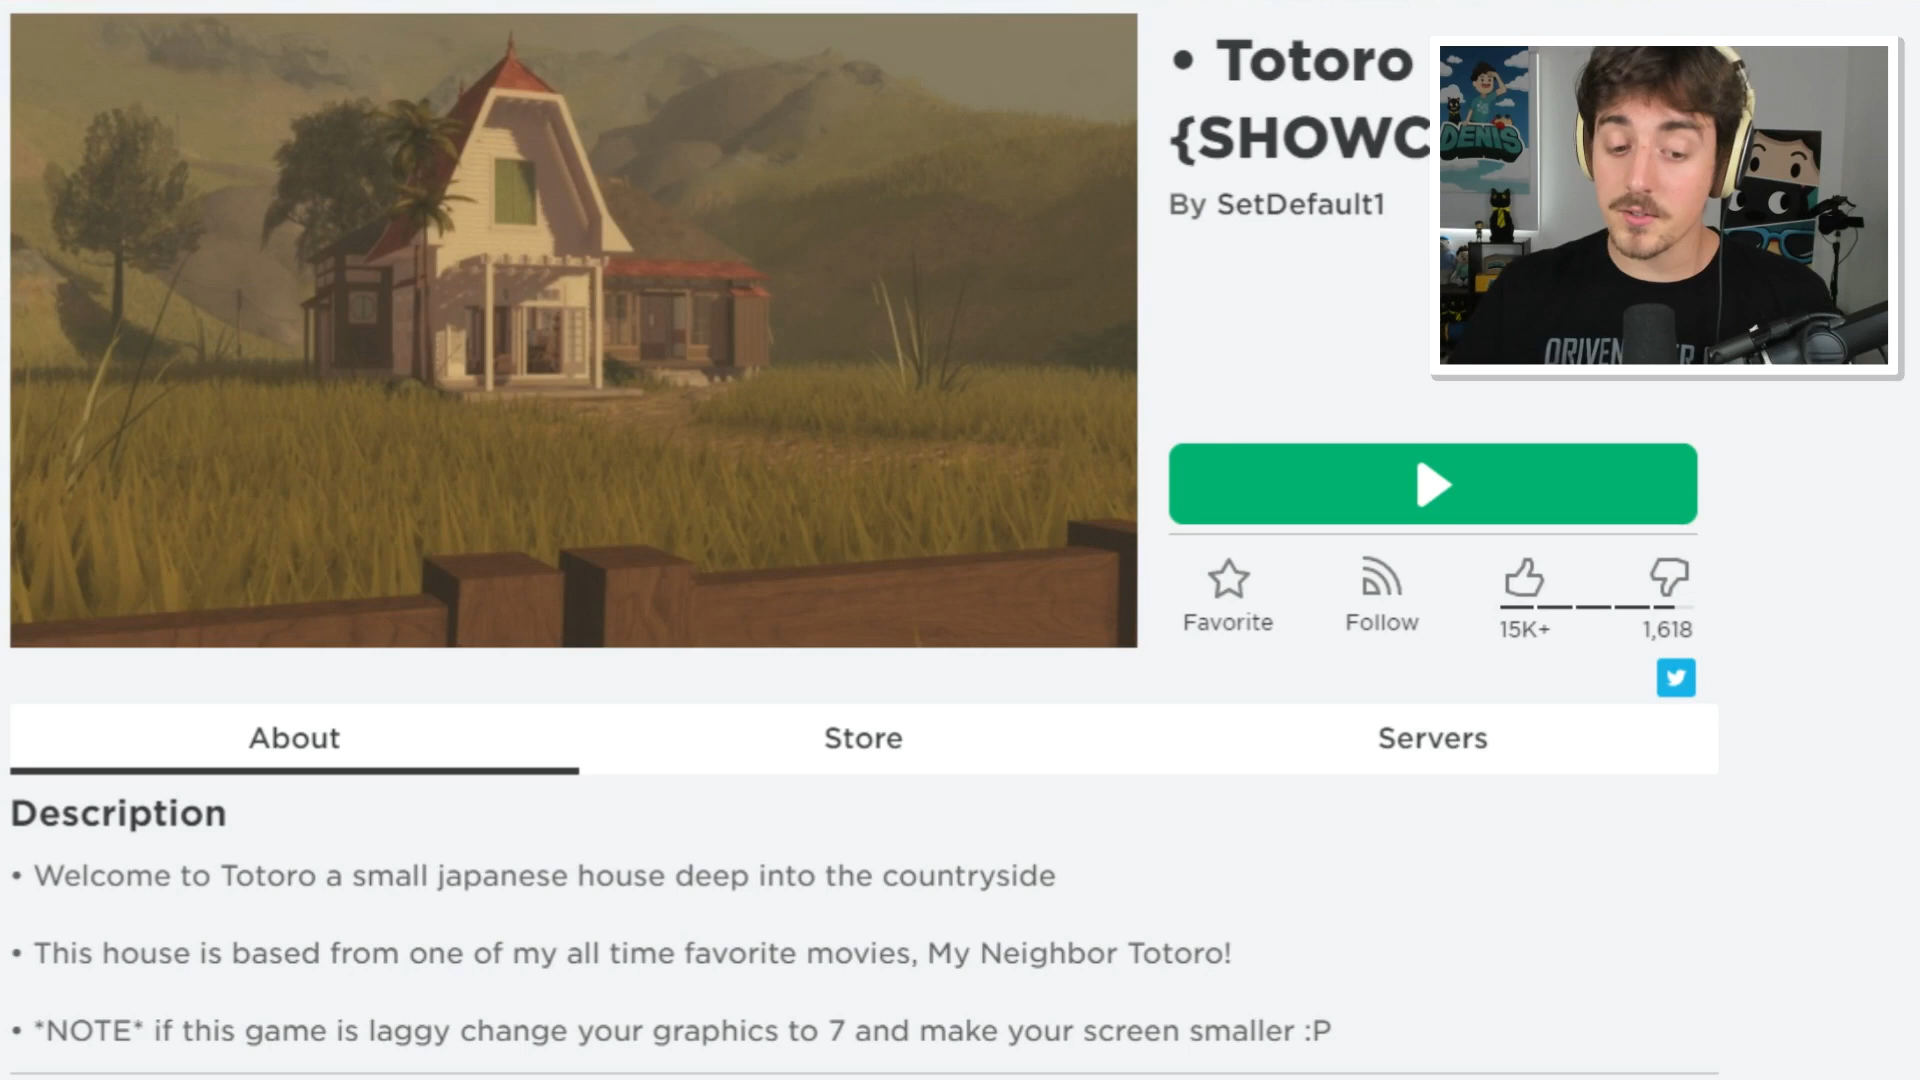 • Totoro
{SHOWC
By SetDefault1
DENIS
DRIVEN
Favorite
Follow
15K+
1,618
About
Store
Servers
Description
• Welcome to Totoro a small japanese house deep into the countryside
• This house is based from one of my all time favorite movies, My Neighbor Totoro!
• *NOTE* if this game is laggy change your graphics to 7 and make your screen smaller :P